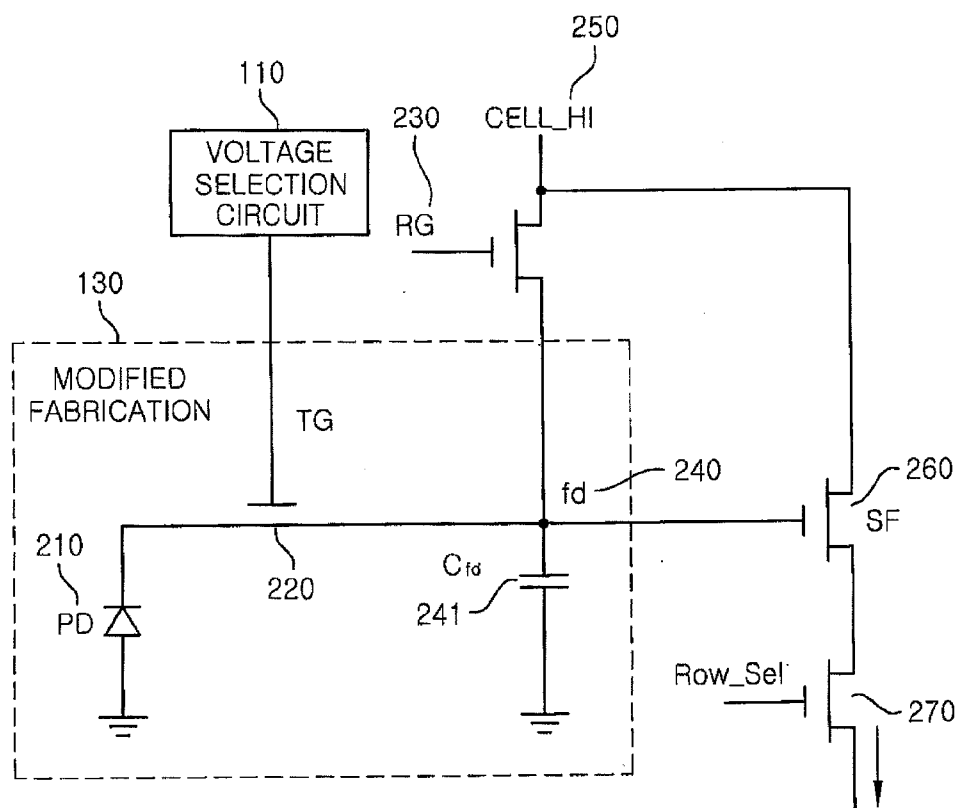 250
110
230
CELL_HI
VOLTAGE
SELECTION
CIRCUIT
RG
130
MODIFIED
FABRICATION
TG
240
fd
260
SF
210
220
Cfd
241
PD
Row_Sel
270